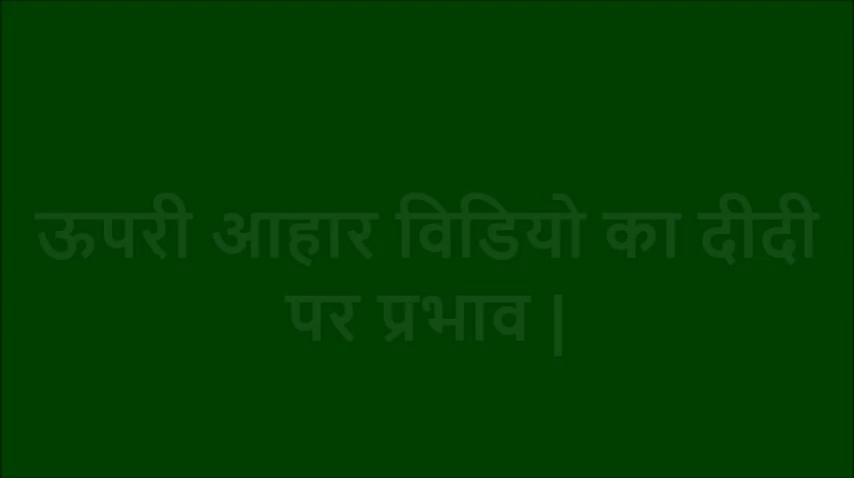 ऊपरी आहार विडियो का दीदी
पर प्रभाव |